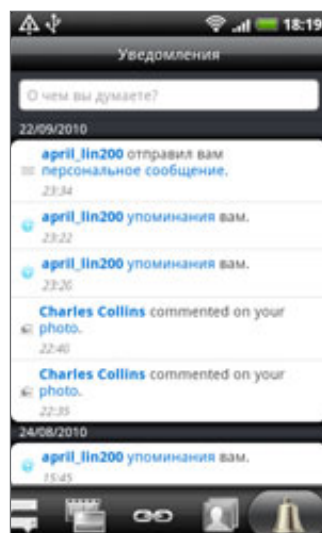 18:19
Уведомления
О чем вы думаете?
22/09/2010
april_lin200 отправил вам
персональное сообщение.
23:34
april_lin200 упоминания вам.
23:22
april_lin200 упоминания вам.
23:20
Charles Collins commented on your
photo.
22:40
Charles Collins commented on your
photo.
22:35
24/08/2010
april_lin200 упоминания вам.
15:45